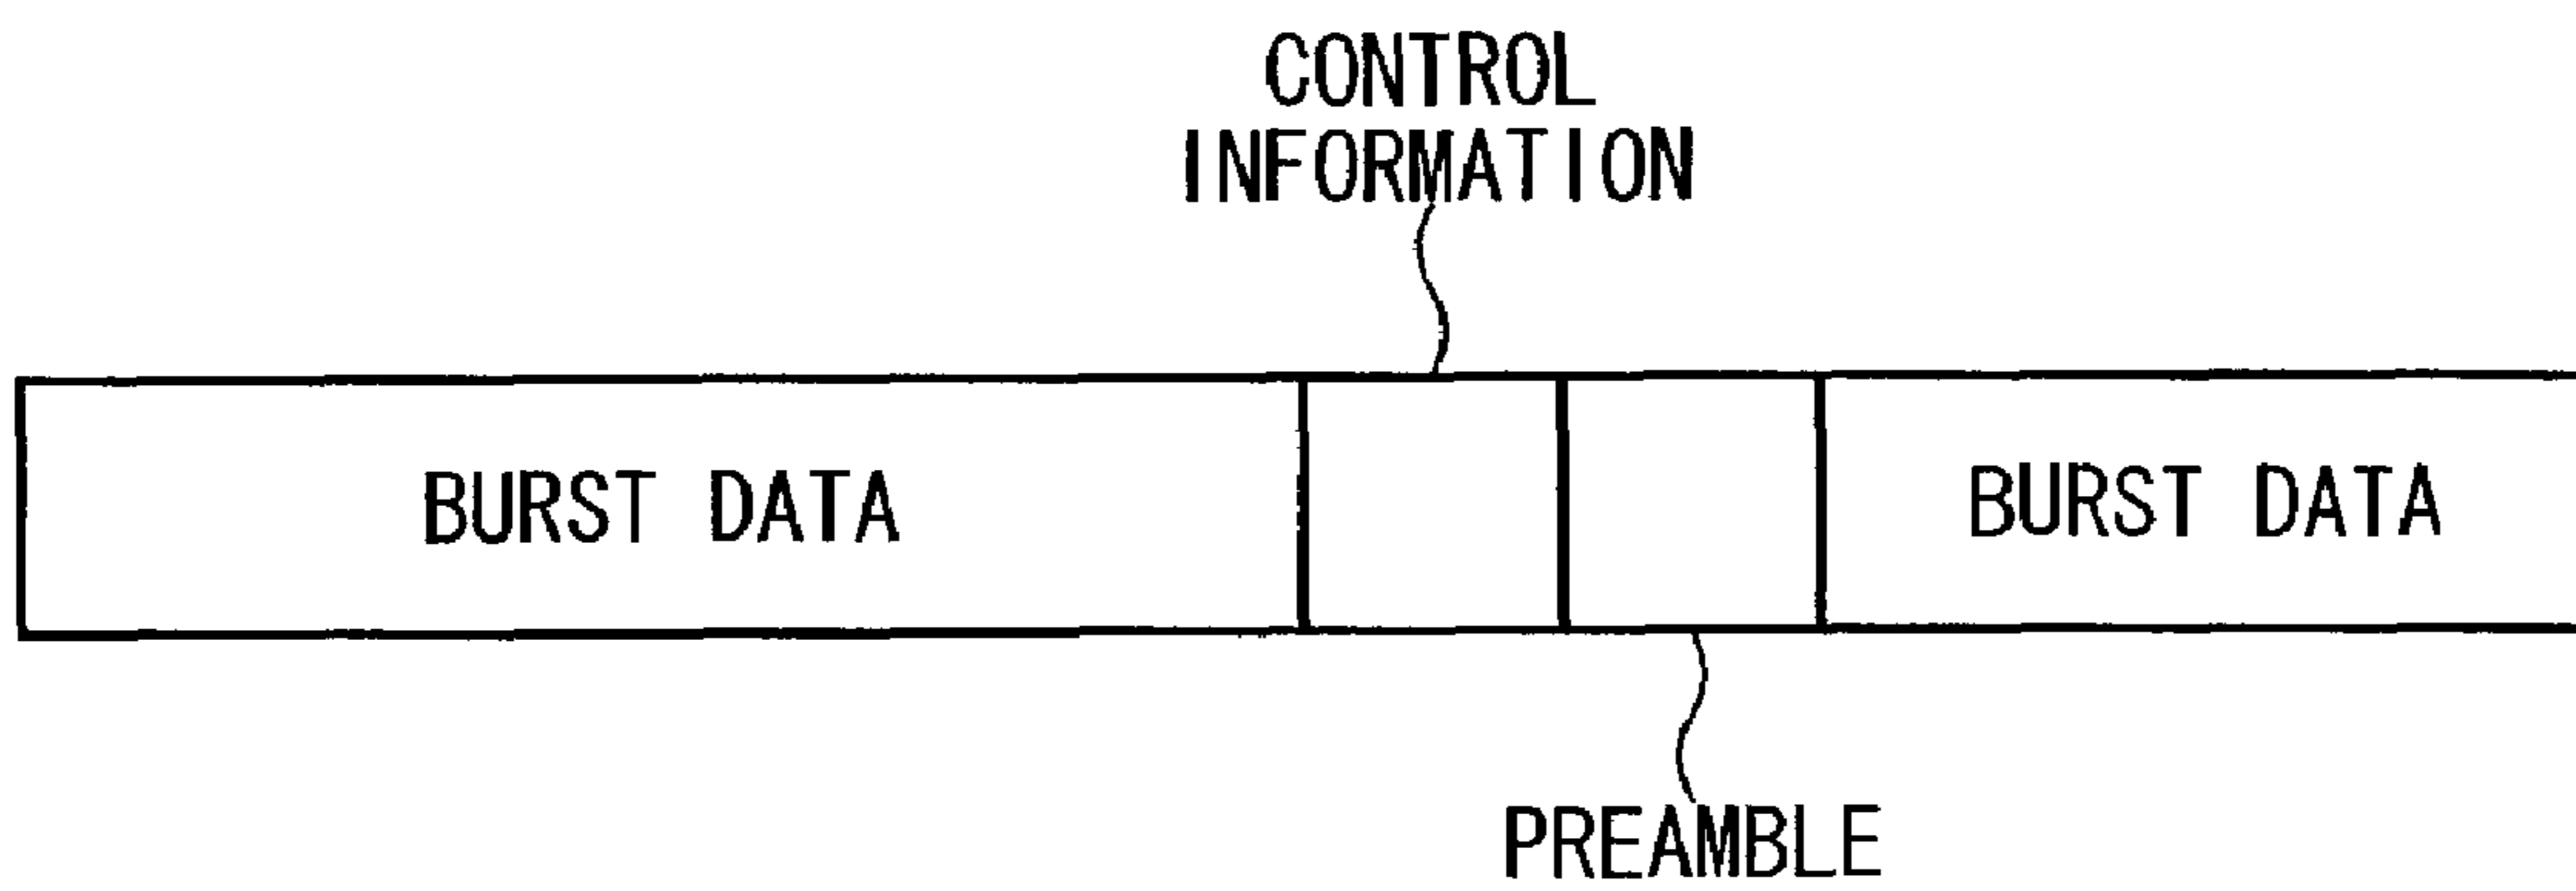 CONTROL
INFORMATION
BURST DATA
BURST DATA
PREAMBLE